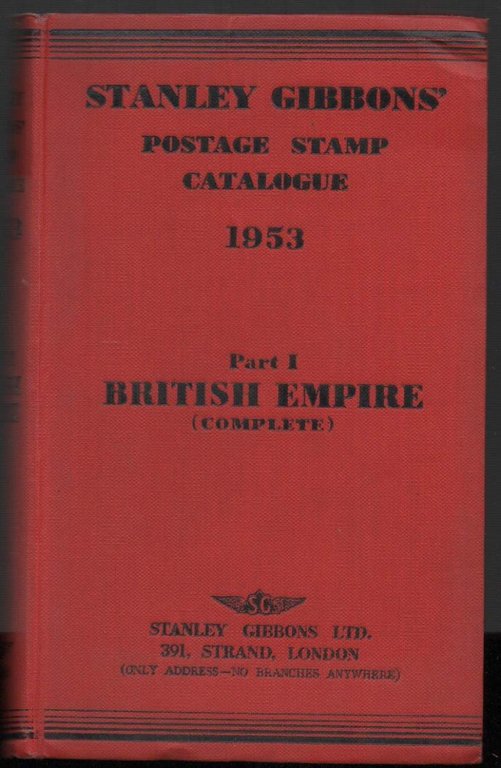 STANLEY GIBBONS'
POSTAGE STAMP
CATALOGUE
1953
Part I
BRITISH EMPIRE
(COMPLETE)
SG
STANLEY GIBBONS LTD.
391, STRAND, LONDON
(ONLY ADDRESS—NO BRANCHES ANYWHERE)